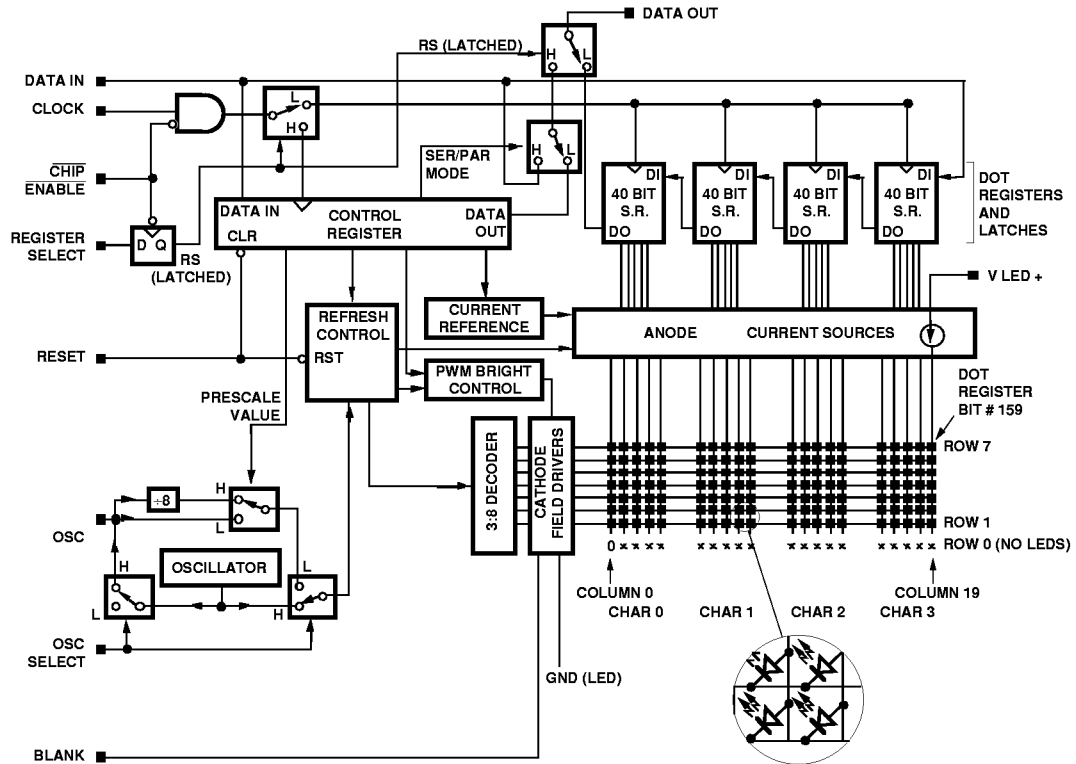 DATA OUT
RS (LATCHED)
H
L
DATA IN
CLOCK
L
H
H
L
SER/PAR
MODE
CHIP
ENABLE
DI
DI
DI
DI
40 BIT
S.R.
40 BIT
S.R.
40 BIT
S.R.
40 BIT
S.R.
DO
DO
DO
DO
DOT
REGISTERS
AND
LATCHES
DATA IN
CONTROL
REGISTER
DATA
OUT
CLR
REGISTER
SELECT
D Q
RS
(LATCHED)
V LED +
REFRESH
CONTROL
RST
CURRENT
REFERENCE
ANODE CURRENT SOURCES
RESET
PWM BRIGHT
CONTROL
DOT
REGISTER
BIT # 159
PRESCALE
VALUE
3:8 DECODER
CATHODE
FIELD DRIVERS
ROW 7
H
÷8
L
OSC
ROW 1
ROW 0 (NO LEDS)
0 x x x x x x x x x x x x x x x x x x x
H
OSCILLATOR
L
L
H
COLUMN 0
COLUMN 19
CHAR 0
CHAR 1
CHAR 2
CHAR 3
OSC
SELECT
GND (LED)
BLANK